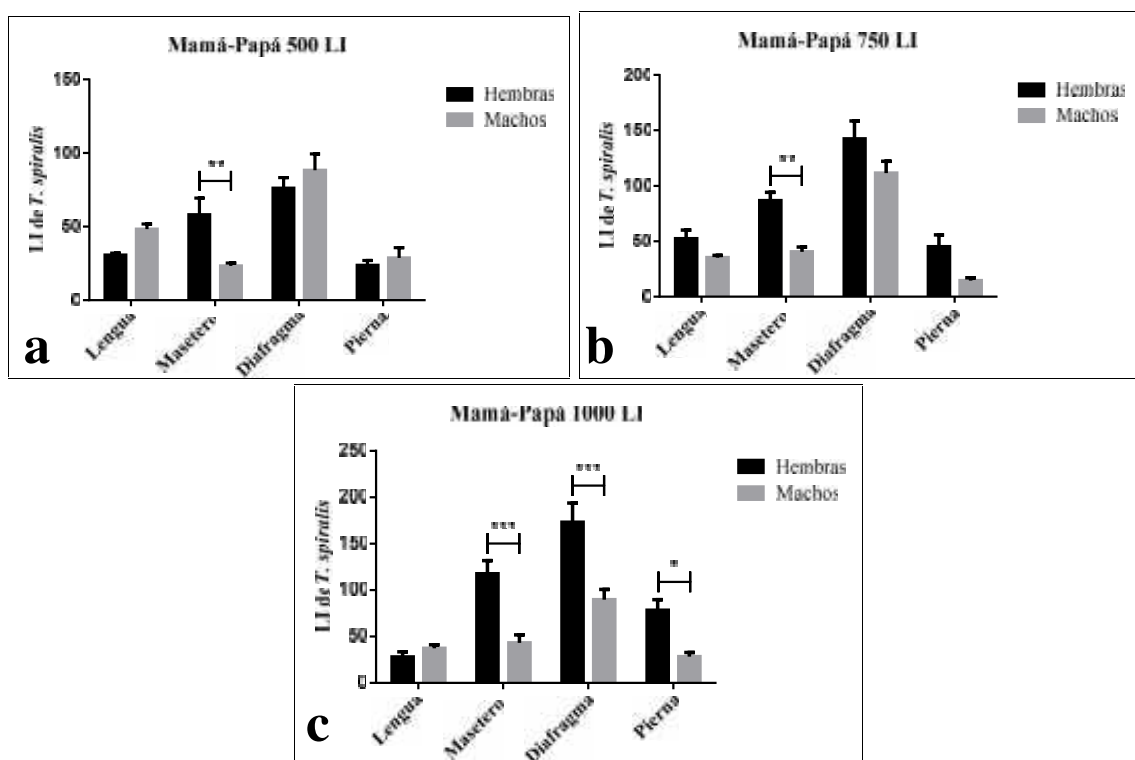 Mamá-Papá 500 LI
150
100
50
0
LI de T. spiralis
**
Hembras
Machos
Lengua
Masetero
Diafragma
Pierna
a
Mamá-Papá 750 LI
200
150
100
50
0
LI de T. spiralis
**
Hembras
Machos
Lengua
Masetero
Diafragma
Pierna
b
Mamá-Papá 1000 LI
250
200
150
100
50
0
LI de T. spiralis
***
***
*
Hembras
Machos
Lengua
Masetero
Diafragma
Pierna
c